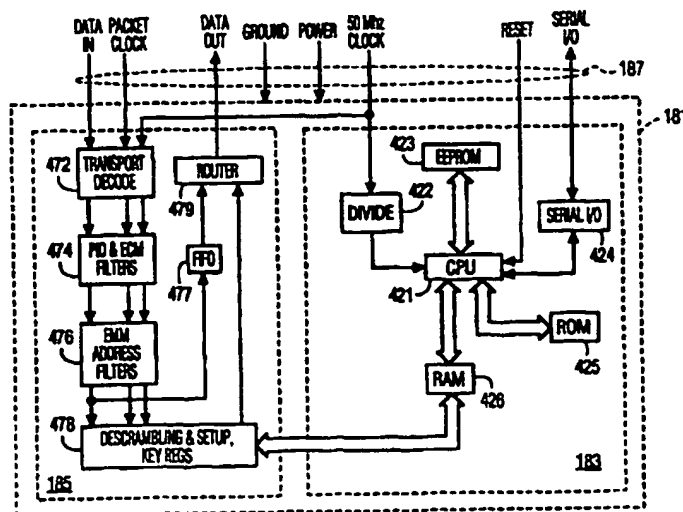 DATA IN
PACKET CLOCK
DATA OUT
GROUND
POWER
50 Mhz CLOCK
RESET
SERIAL I/O
187
181
472
TRANSPORT DECODE
ROUTER
479
423
EEPROM
DIVIDE
422
SERIAL I/O
424
474
PID & ECM FILTERS
FIFO
477
CPU
421
476
EMM ADDRESS FILTERS
ROM
425
RAM
426
478
DESCRAMBLING & SETUP, KEY REGS
185
183